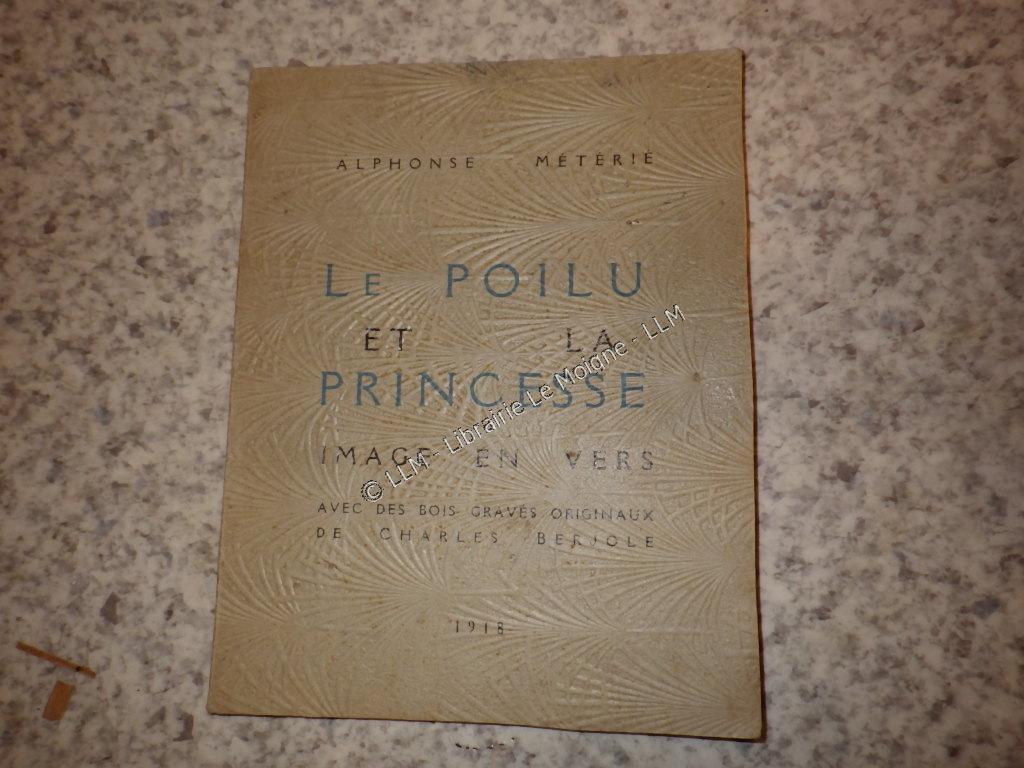 ALPHONSE MÉTÉRIÉ
LE POILU
ET LA
PRINCESSE
IMAGE EN VERS
AVEC DES BOIS GRAVÉS ORIGINAUX
DE CHARLES BERJOLE
1918
© LLM - Librairie Le Moigne - LLM